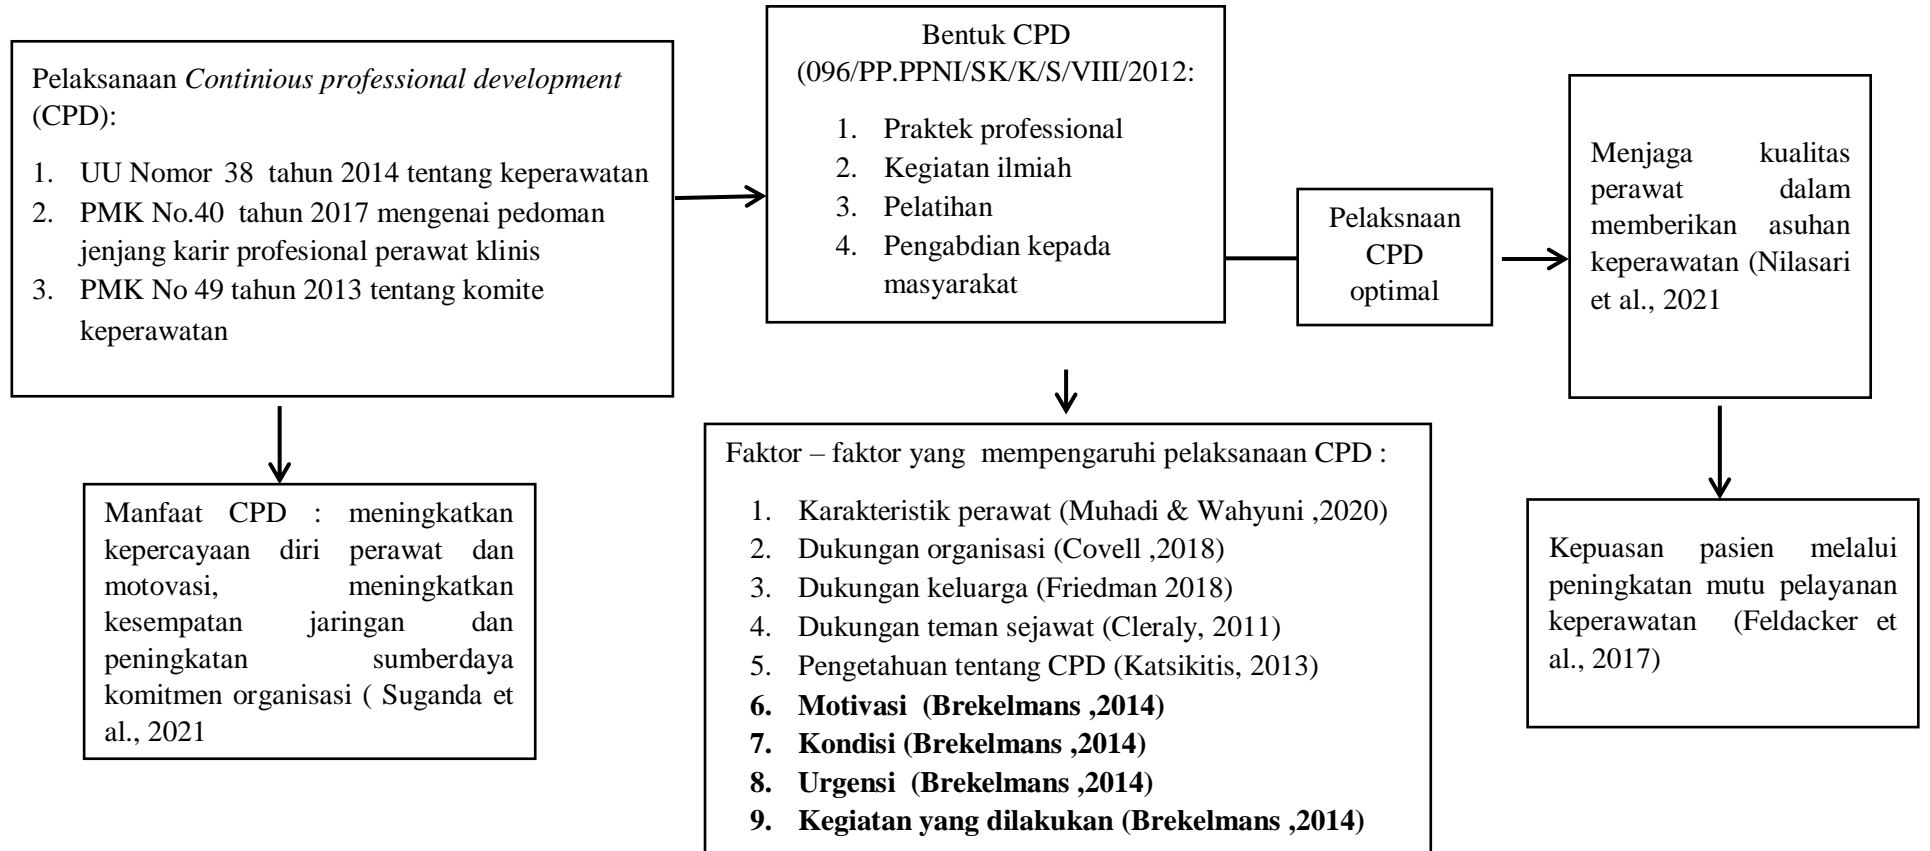 Pelaksanaan Continious professional development
(CPD):
1. UU Nomor 38 tahun 2014 tentang keperawatan
2. PMK No.40 tahun 2017 mengenai pedoman
jenjang karir profesional perawat klinis
3. PMK No 49 tahun 2013 tentang komite
keperawatan
Bentuk CPD
(096/PP.PPNI/SK/K/S/VIII/2012:
1. Praktek professional
2. Kegiatan ilmiah
3. Pelatihan
4. Pengabdian kepada
masyarakat
Pelaksnaan
CPD
optimal
Menjaga kualitas
perawat dalam
memberikan asuhan
keperawatan (Nilasari
et al., 2021
Manfaat CPD : meningkatkan
kepercayaan diri perawat dan
motovasi, meningkatkan
kesempatan jaringan dan
peningkatan sumberdaya
komitmen organisasi ( Suganda et
al., 2021
Faktor – faktor yang mempengaruhi pelaksanaan CPD :
1. Karakteristik perawat (Muhadi & Wahyuni ,2020)
2. Dukungan organisasi (Covell ,2018)
3. Dukungan keluarga (Friedman 2018)
4. Dukungan teman sejawat (Cleraly, 2011)
5. Pengetahuan tentang CPD (Katsikitis, 2013)
6. Motivasi (Brekelmans ,2014)
7. Kondisi (Brekelmans ,2014)
8. Urgensi (Brekelmans ,2014)
9. Kegiatan yang dilakukan (Brekelmans ,2014)
Kepuasan pasien melalui
peningkatan mutu pelayanan
keperawatan (Feldacker et
al., 2017)